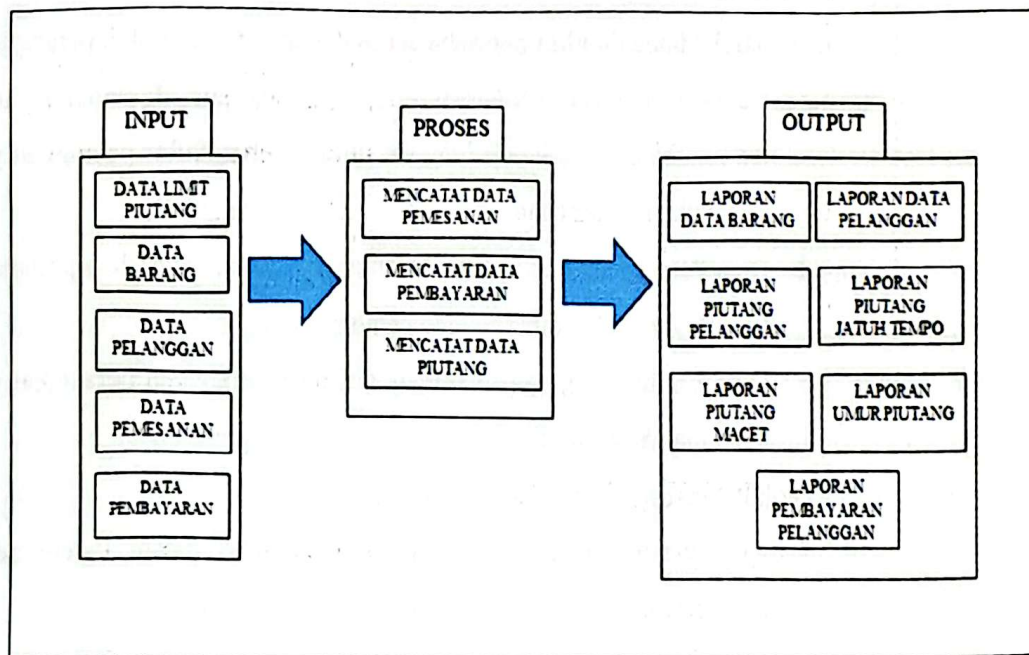 INPUT
DATA LIMIT
PIUTANG
DATA
BARANG
DATA
PELANGGAN
DATA
PEMESANAN
DATA
PEMBAYARAN
PROSES
MENCATAT DATA
PEMESANAN
MENCATAT DATA
PEMBAYARAN
MENCATAT DATA
PIUTANG
OUTPUT
LAPORAN
DATA BARANG
LAPORAN DATA
PELANGGAN
LAPORAN
PIUTANG
PELANGGAN
LAPORAN
PIUTANG
JATUH TEMPO
LAPORAN
PIUTANG
MACET
LAPORAN
UMUR PIUTANG
LAPORAN
PEMBAYARAN
PELANGGAN